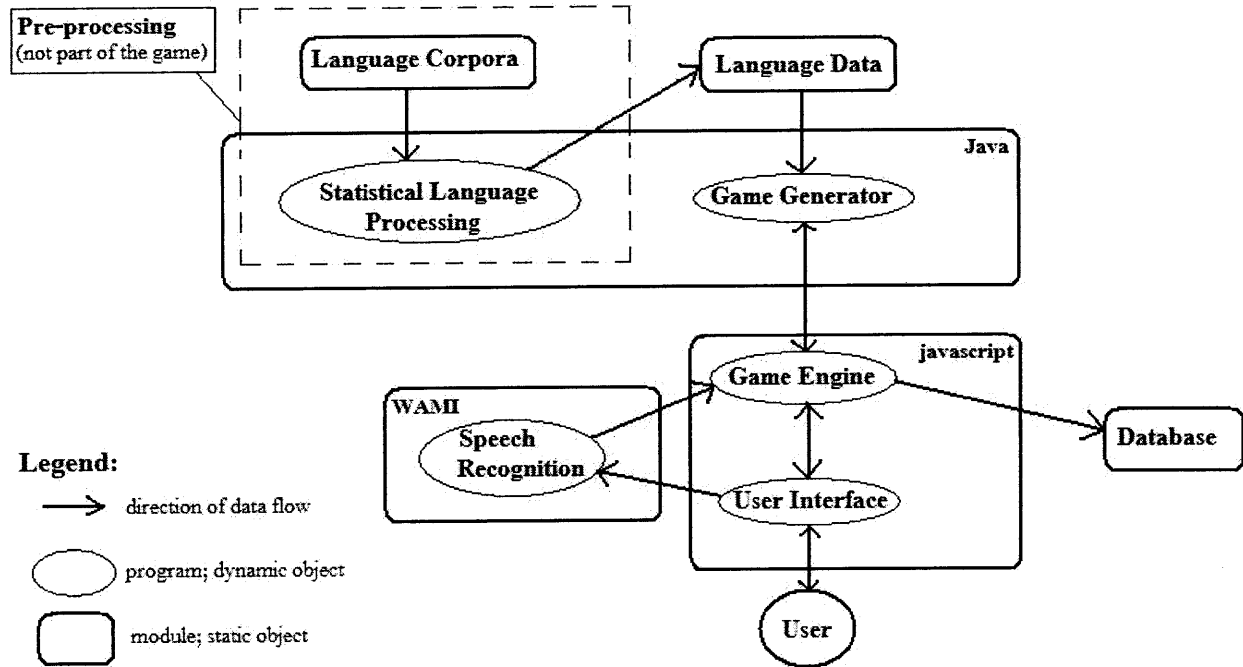 Pre-processing
(not part of the game)
Language Corpora
Language Data
Java
Statistical Language
Processing
Game Generator
javascript
Game Engine
WAMI
Speech
Recognition
Database
User Interface
User
Legend:
direction of data flow
program; dynamic object
module; static object